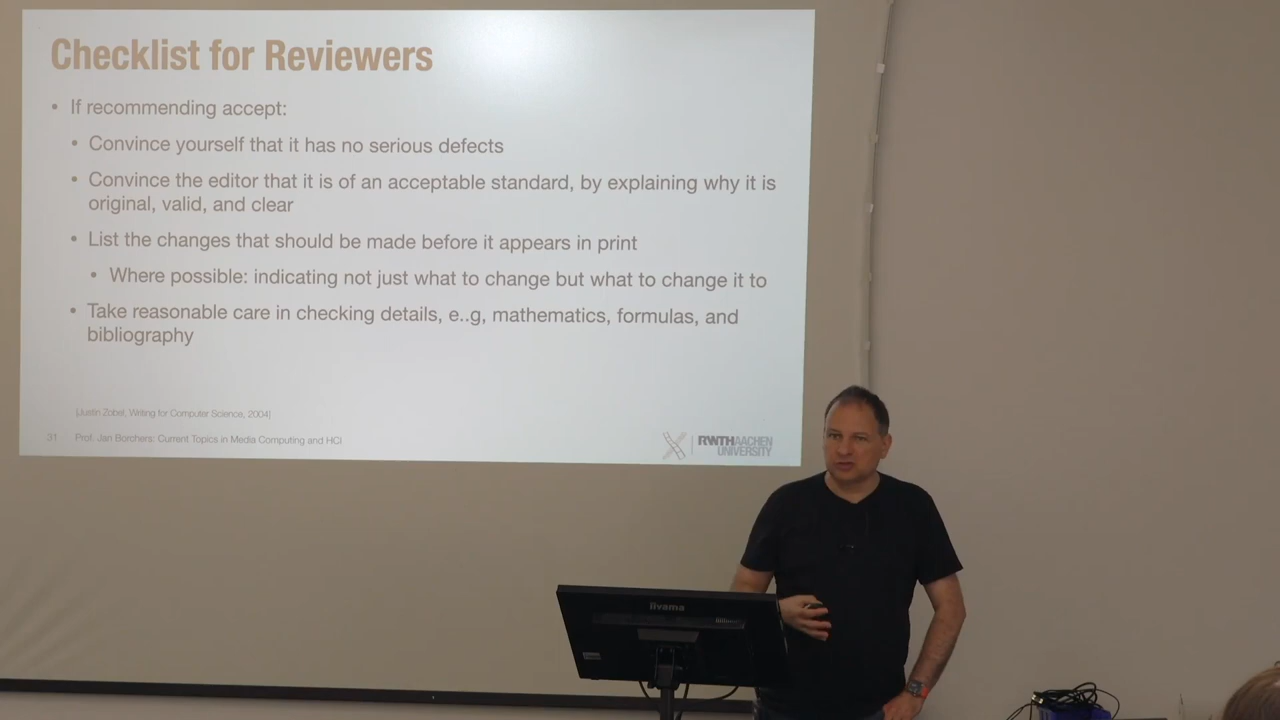 Checklist for Reviewers
• If recommending accept:
• Convince yourself that it has no serious defects
• Convince the editor that it is of an acceptable standard, by explaining why it is
original, valid, and clear
• List the changes that should be made before it appears in print
• Where possible: indicating not just what to change but what to change it to
• Take reasonable care in checking details, e..g, mathematics, formulas, and
bibliography
[Justin Zobel, Writing for Computer Science, 2004]
31 Prof. Jan Borchers: Current Topics in Media Computing and HCI
RWTHAACHEN
UNIVERSITY
iiyama